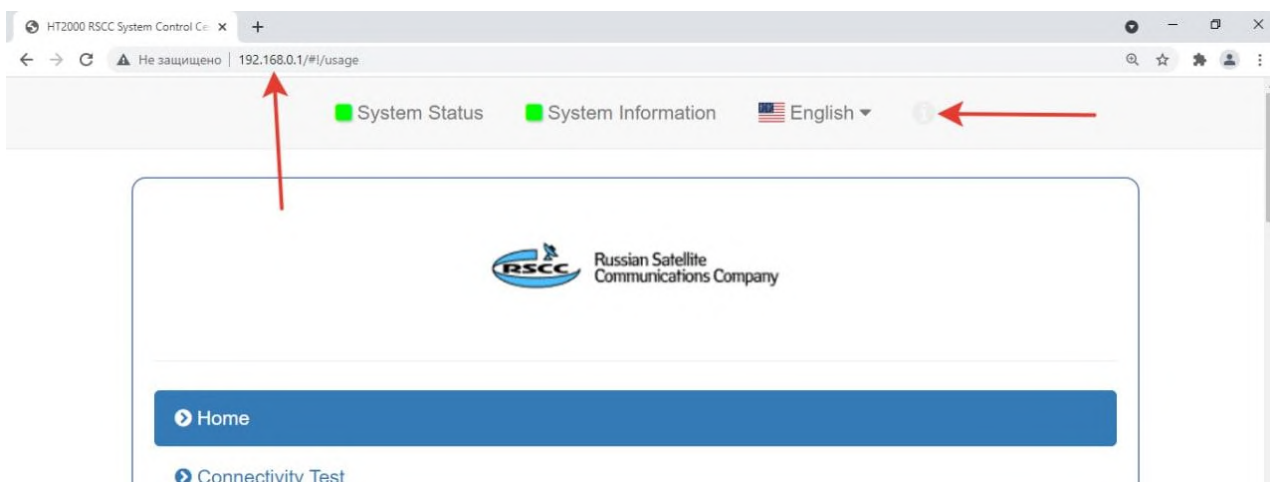 HT2000 RSCC System Control Ce
Не защищено | 192.168.0.1/#!/usage
System Status System Information English
RSCC Russian Satellite
Communications Company
Home
Connectivity Test